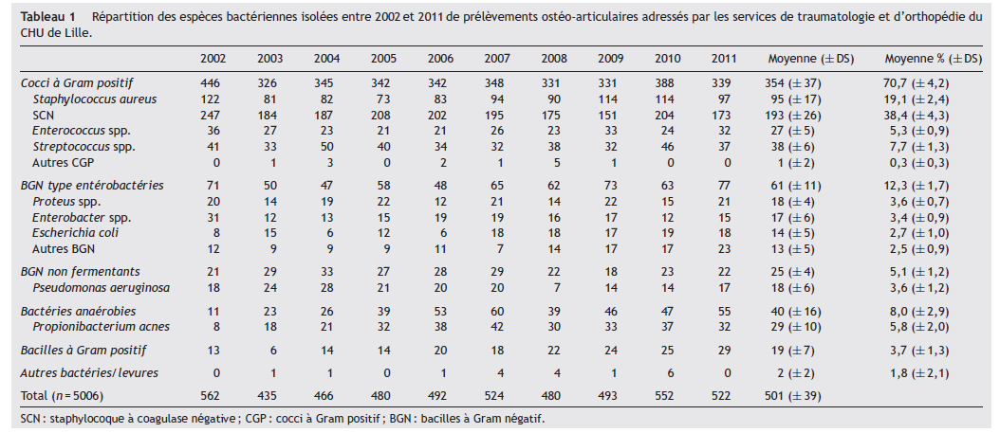 Tableau 1 Répartition des espèces bactériennes isolées entre 2002 et 2011 de prélèvements ostéo-articulaires adressés par les services de traumatologie et d'orthopédie du
CHU de Lille.
2002 2003 2004 2005 2006 2007 2008 2009 2010 2011 Moyenne (±DS) Moyenne % (±DS)
Cocci à Gram positif 446 326 345 342 342 348 331 331 388 339 354 (±37) 70,7 (±4,2)
Staphylococcus aureus 122 81 82 73 83 94 90 114 114 97 95 (±17) 19,1 (±2,4)
SCN 247 184 187 208 202 195 175 151 204 173 193 (±26) 38,4 (±4,3)
Enterococcus spp. 36 27 23 21 21 26 23 33 24 32 27 (±5) 5,3 (±0,9)
Streptococcus spp. 41 33 50 40 34 32 38 32 46 37 38 (±6) 7,7 (±1,3)
Autres CGP 0 1 3 0 2 1 5 1 0 0 1 (±2) 0,3 (±0,3)
BGN type entérobactéries 71 50 47 58 48 65 62 73 63 77 61 (±11) 12,3 (±1,7)
Proteus spp. 20 14 19 22 12 21 14 22 15 21 18 (±4) 3,6 (±0,7)
Enterobacter spp. 31 12 13 15 19 19 16 17 12 15 17 (±6) 3,4 (±0,9)
Escherichia coli 8 15 6 12 6 18 18 17 19 18 14 (±5) 2,7 (±1,0)
Autres BGN 12 9 9 9 11 7 14 17 17 23 13 (±5) 2,5 (±0,9)
BGN non fermentants 21 29 33 27 28 29 22 18 23 22 25 (±4) 5,1 (±1,2)
Pseudomonas aeruginosa 18 24 28 21 20 20 7 14 14 17 18 (±6) 3,6 (±1,2)
Bactéries anaérobies 11 23 26 39 53 60 39 46 47 55 40 (±16) 8,0 (±2,9)
Propionibacterium acnes 8 18 21 32 38 42 30 33 37 32 29 (±10) 5,8 (±2,0)
Bacilles à Gram positif 13 6 14 14 20 18 22 24 25 29 19 (±7) 3,7 (±1,3)
Autres bactéries/levures 0 1 1 0 1 4 4 1 6 0 2 (±2) 1,8 (±2,1)
Total (n=5006) 562 435 466 480 492 524 480 493 552 522 501 (±39)
SCN : staphylocoque à coagulase négative ; CGP : cocci à Gram positif ; BGN : bacilles à Gram négatif.